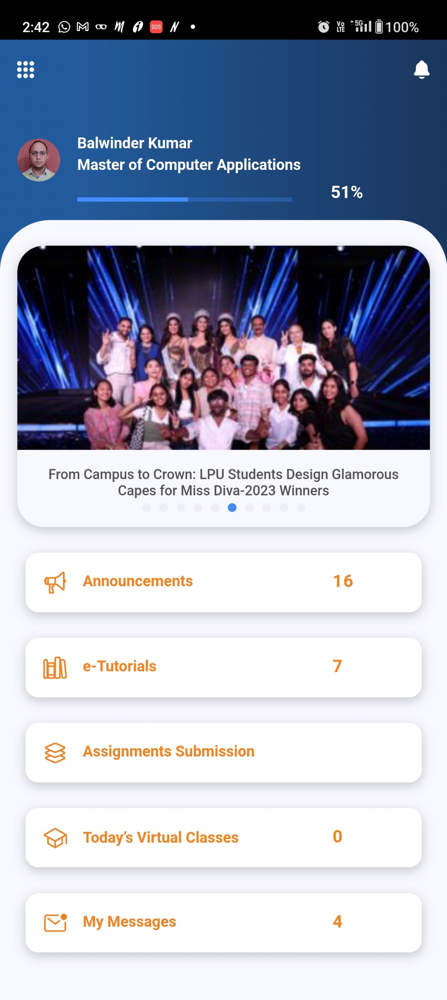 2:42 SOS Vo LTE 5G 100%
Balwinder Kumar
Master of Computer Applications
51%
From Campus to Crown: LPU Students Design Glamorous
Capes for Miss Diva-2023 Winners
Announcements 16
e-Tutorials 7
Assignments Submission
Today’s Virtual Classes 0
My Messages 4